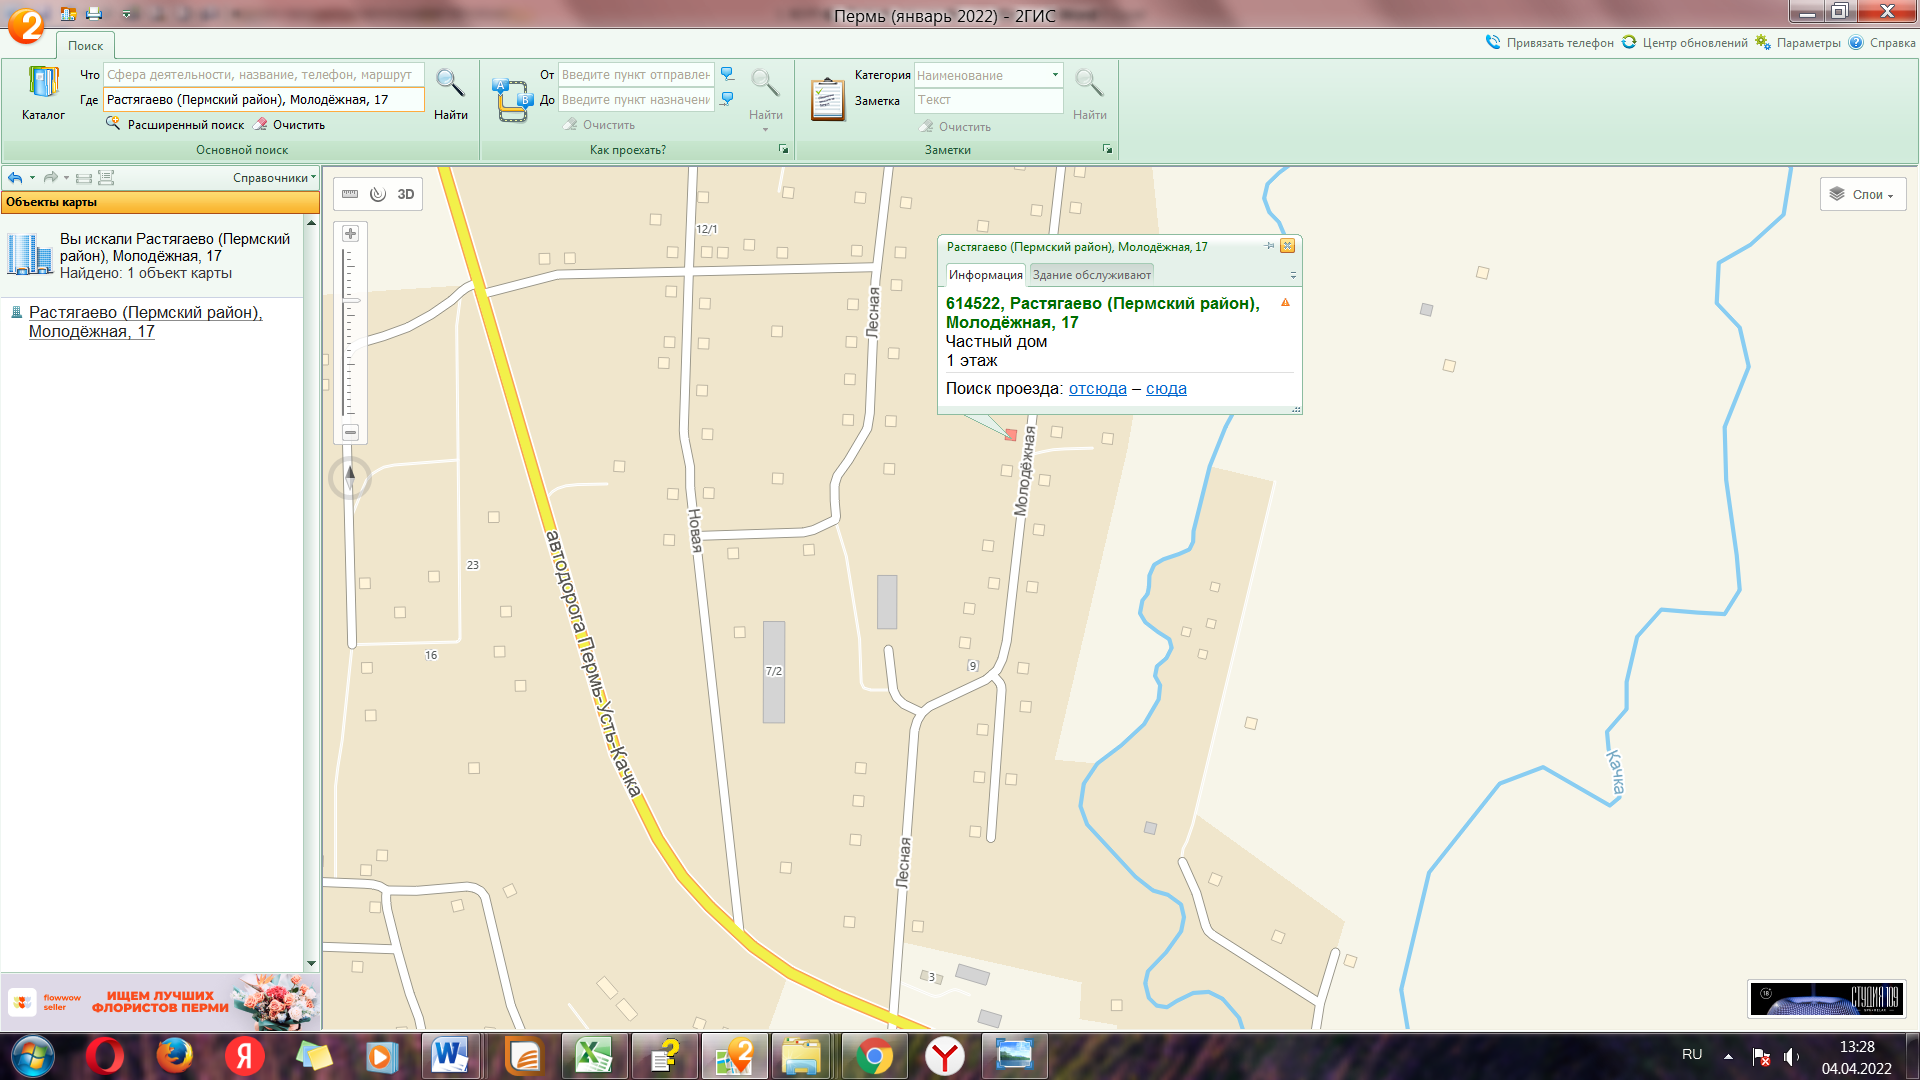 Пермь (январь 2022) - 2ГИС
Поиск
Привязать телефон
Центр обновлений
Параметры
Справка
Каталог
Что
Сфера деятельности, название, телефон, маршрут
Где
Растягаево (Пермский район), Молодёжная, 17
Расширенный поиск
Очистить
Найти
Основной поиск
От
Введите пункт отправлен
До
Введите пункт назначени
Очистить
Найти
Как проехать?
Категория
Наименование
Заметка
Текст
Очистить
Найти
Заметки
Справочники
Объекты карты
Вы искали Растягаево (Пермский
район), Молодёжная, 17
Найдено: 1 объект карты
Растягаево (Пермский район),
Молодёжная, 17
flowwow
seller
ИЩЕМ ЛУЧШИХ
ФЛОРИСТОВ ПЕРМИ
3D
Слои
Растягаево (Пермский район), Молодёжная, 17
Информация
Здание обслуживают
614522, Растягаево (Пермский район),
Молодёжная, 17
Частный дом
1 этаж
Поиск проезда: отсюда – сюда
12/1
Лесная
Молодёжная
Новая
автодорога Пермь-Усть-Качка
23
16
7/2
9
Качка
Лесная
3
18
СТУДИЯ 109
RU
13:28
04.04.2022